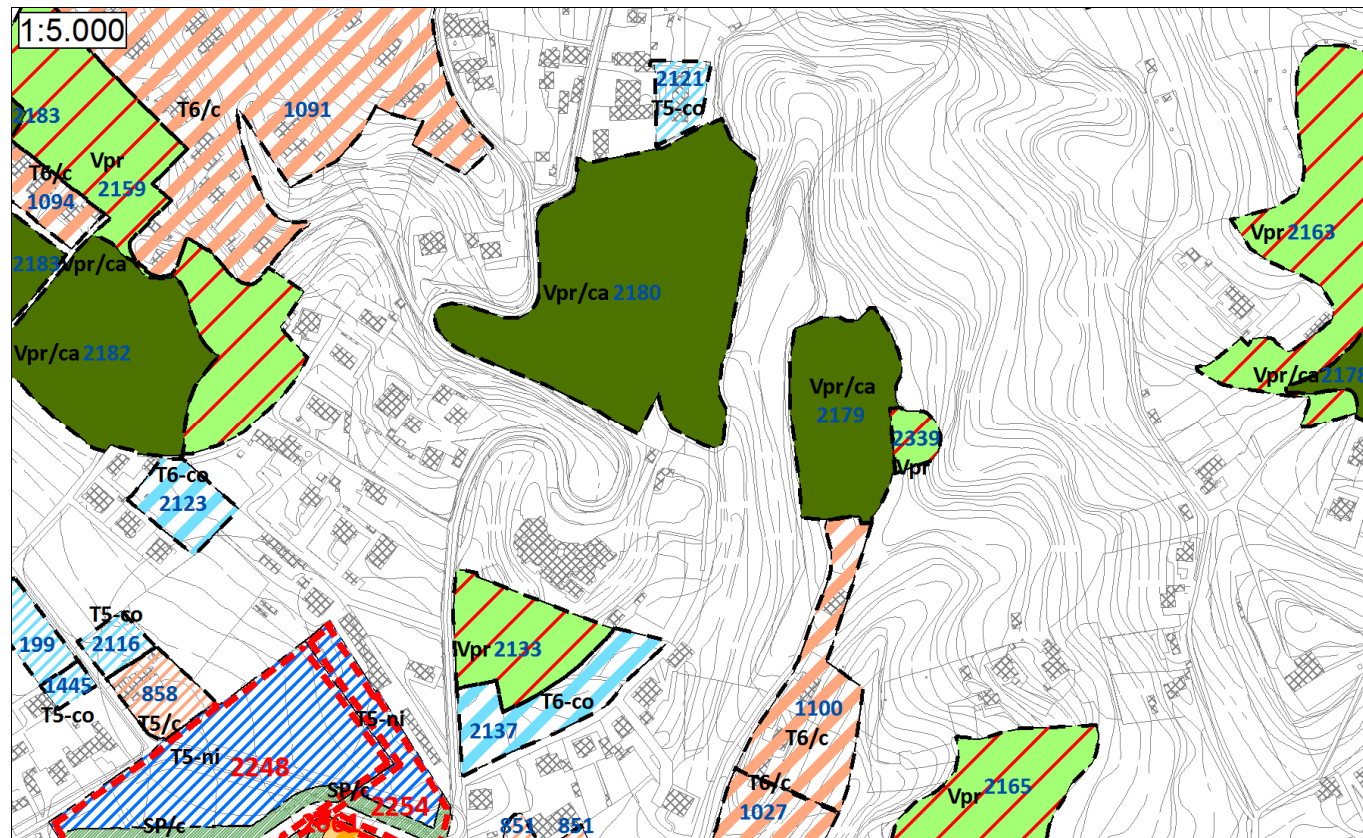 1:5.000
2121
T5-co
T6/c
1091
2183
Vpr
2159
T6/c
1094
Vpr 2163
2183
Vpr/ca
Vpr/ca 2180
Vpr/ca 2182
Vpr/ca
2179
Vpr/ca 2178
2339
Vpr
T6-co
2123
T5-co
199
2116
Vpr 2133
1445
858
T6-co
T5-co
T5/c
T5-ni
2137
1100
T6/c
T5-ni
2248
T6/c
Vpr 2165
SP/c
2254
1027
SP/c
851
851